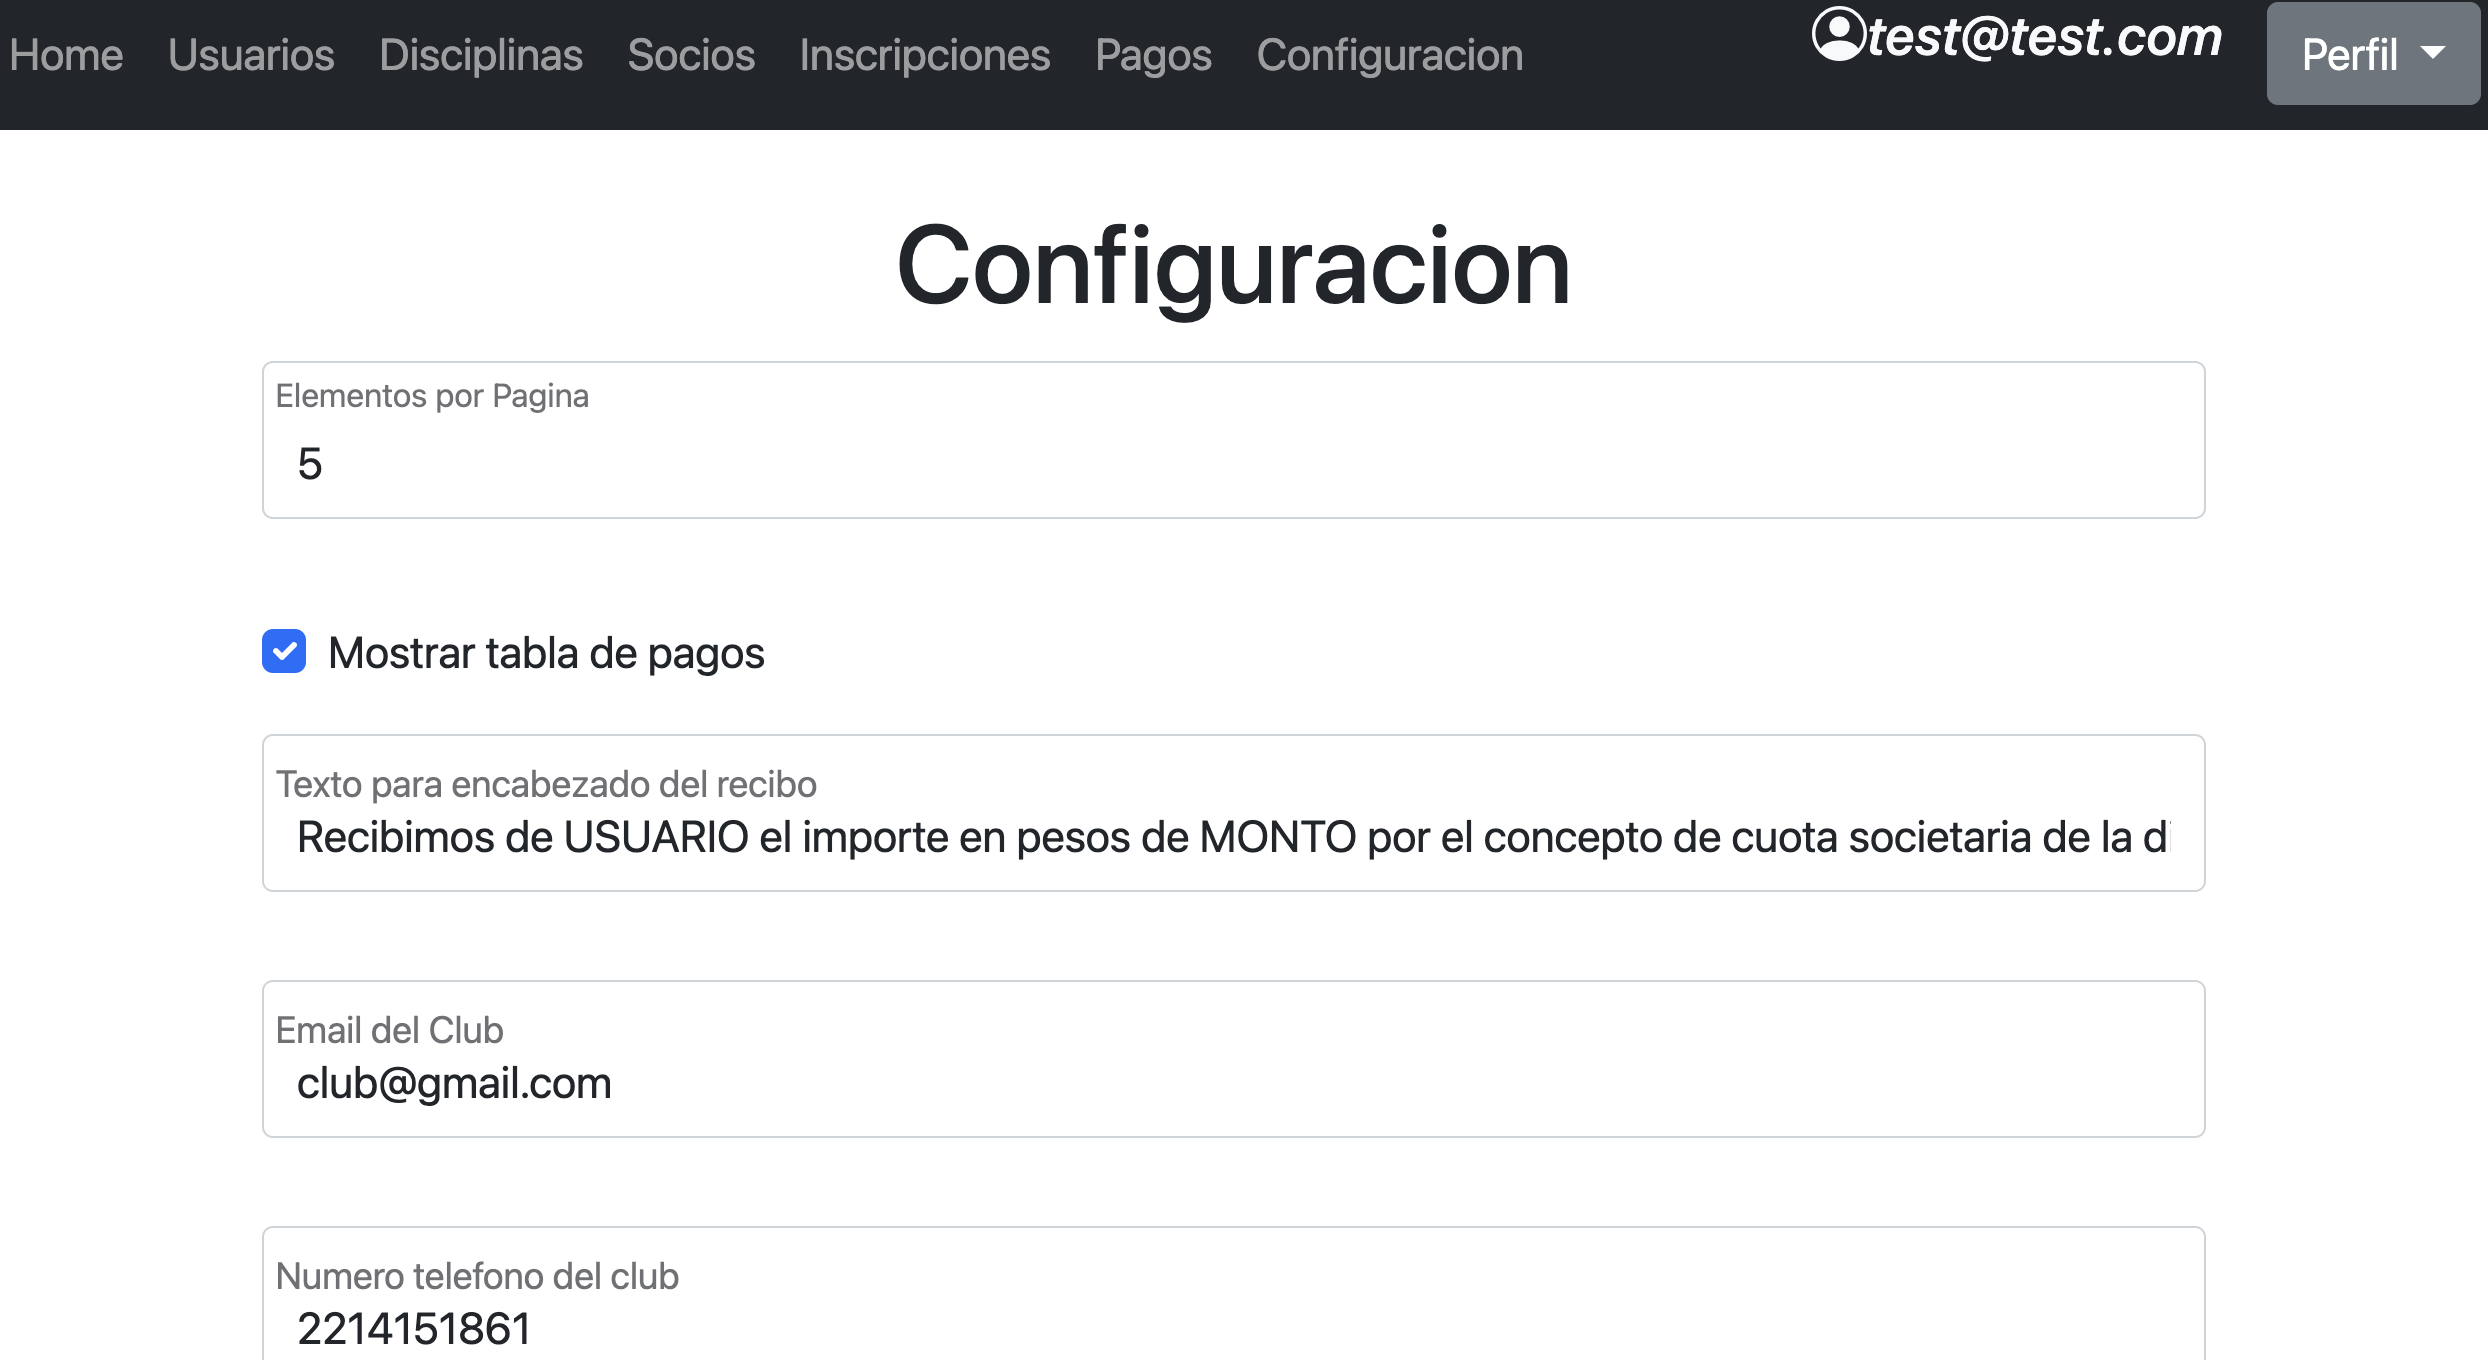 Home Usuarios Disciplinas Socios Inscripciones Pagos Configuracion test@test.com Perfil
Configuracion
Elementos por Pagina
5
Mostrar tabla de pagos
Texto para encabezado del recibo
Recibimos de USUARIO el importe en pesos de MONTO por el concepto de cuota societaria de la di
Email del Club
club@gmail.com
Numero telefono del club
2214151861